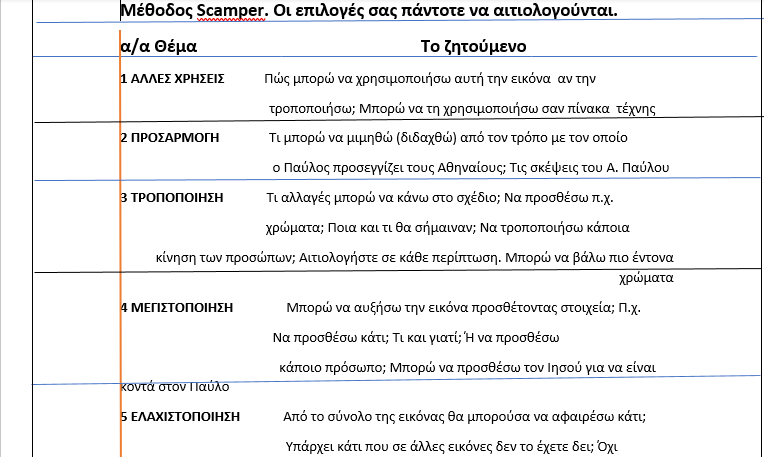 Μέθοδος Scamper. Οι επιλογές σας πάντοτε να αιτιολογούνται.
α/α Θέμα Το ζητούμενο
1 ΑΛΛΕΣ ΧΡΗΣΕΙΣ Πώς μπορώ να χρησιμοποιήσω αυτή την εικόνα αν την
τροποποιήσω; Μπορώ να τη χρησιμοποιήσω σαν πίνακα τέχνης
2 ΠΡΟΣΑΡΜΟΓΗ Τι μπορώ να μιμηθώ (διδαχθώ) από τον τρόπο με τον οποίο
ο Παύλος προσεγγίζει τους Αθηναίους; Τις σκέψεις του Α. Παύλου
3 ΤΡΟΠΟΠΟΙΗΣΗ Τι αλλαγές μπορώ να κάνω στο σχέδιο; Να προσθέσω π.χ.
χρώματα; Ποια και τι θα σήμαιναν; Να τροποποιήσω κάποια
κίνηση των προσώπων; Αιτιολογήστε σε κάθε περίπτωση. Μπορώ να βάλω πιο έντονα
χρώματα
4 ΜΕΓΙΣΤΟΠΟΙΗΣΗ Μπορώ να αυξήσω την εικόνα προσθέτοντας στοιχεία; Π.χ.
Να προσθέσω κάτι; Τι και γιατί; Ή να προσθέσω
κάποιο πρόσωπο; Μπορώ να προσθέσω τον Ιησού για να είναι
κοντά στον Παύλο
5 ΕΛΑΧΙΣΤΟΠΟΙΗΣΗ Από το σύνολο της εικόνας θα μπορούσα να αφαιρέσω κάτι;
Υπάρχει κάτι που σε άλλες εικόνες δεν το έχετε δει; Όχι